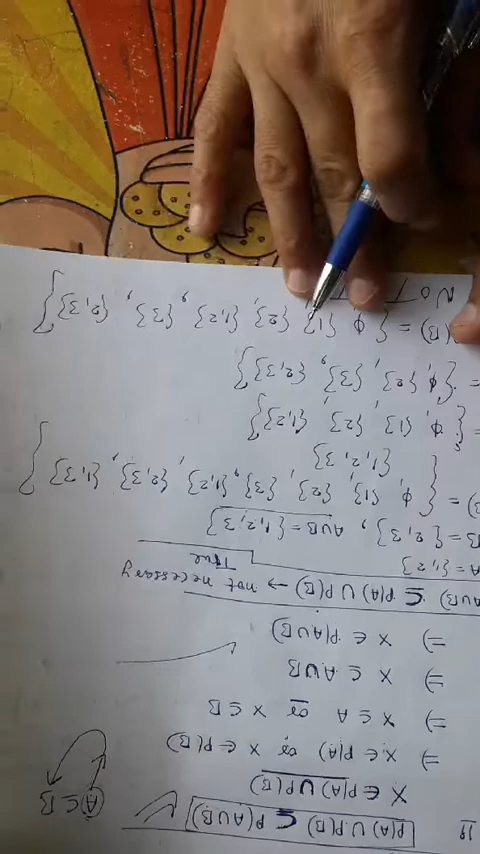 19 P(A) ∪ P(B) ⊆ P(A∪B)
X ∈ P(A) ∪ P(B)
⇒) X ∈ P(A) or X ∈ P(B) A ⊆ B
⇒) X ⊆ A or X ⊆ B
⇒) X ⊆ A∪B
⇒) X ∈ P(A∪B)
(A∪B) ⊆ P(A) ∪ P(B) → not necessary
True
A = {1, 2}
B = {2, 3}, A∪B = {1, 2, 3}
) = { ϕ, {1}, {2}, {3}, {1,2}, {2,3}, {1,3}
{1,2,3} }
= { ϕ, {1}, {2}, {1,2} }
= { ϕ, {2}, {3}, {2,3} }
(B) = { ϕ, {1}, {2}, {1,2}, {3}, {2,3} }
No